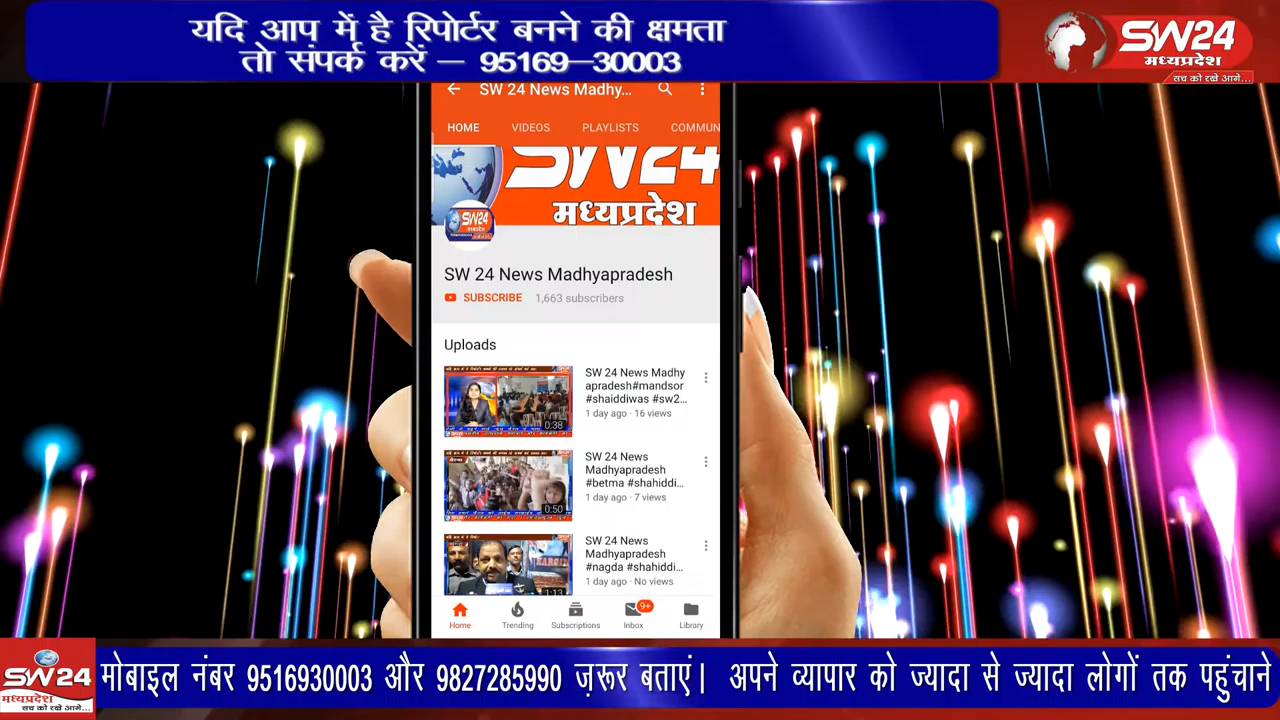 यदि आप में है रिपोर्टर बनने की क्षमता
तो संपर्क करें – 95169–30003
SW24
मध्यप्रदेश
सच को रखे आगे...
SW 24 News Madhy...
HOME VIDEOS PLAYLISTS COMMUN
SW24
मध्यप्रदेश
SW24
SW 24 News Madhyapradesh
SUBSCRIBE 1,663 subscribers
Uploads
SW 24 News Madhy
apradesh#mandsor
#shaiddiwas #sw2...
1 day ago · 16 views
0:38
SW 24 News
Madhyapradesh
#betma #shahiddi...
1 day ago · 7 views
0:50
SW 24 News
Madhyapradesh
#nagda #shahiddi...
1 day ago · No views
1:13
9+
Home Trending Subscriptions Inbox Library
SW24
मध्यप्रदेश
सच को रखे आगे...
मोबाइल नंबर 9516930003 और 9827285990 ज़रूर बताएं| अपने व्यापार को ज्यादा से ज्यादा लोगों तक पहुंचाने